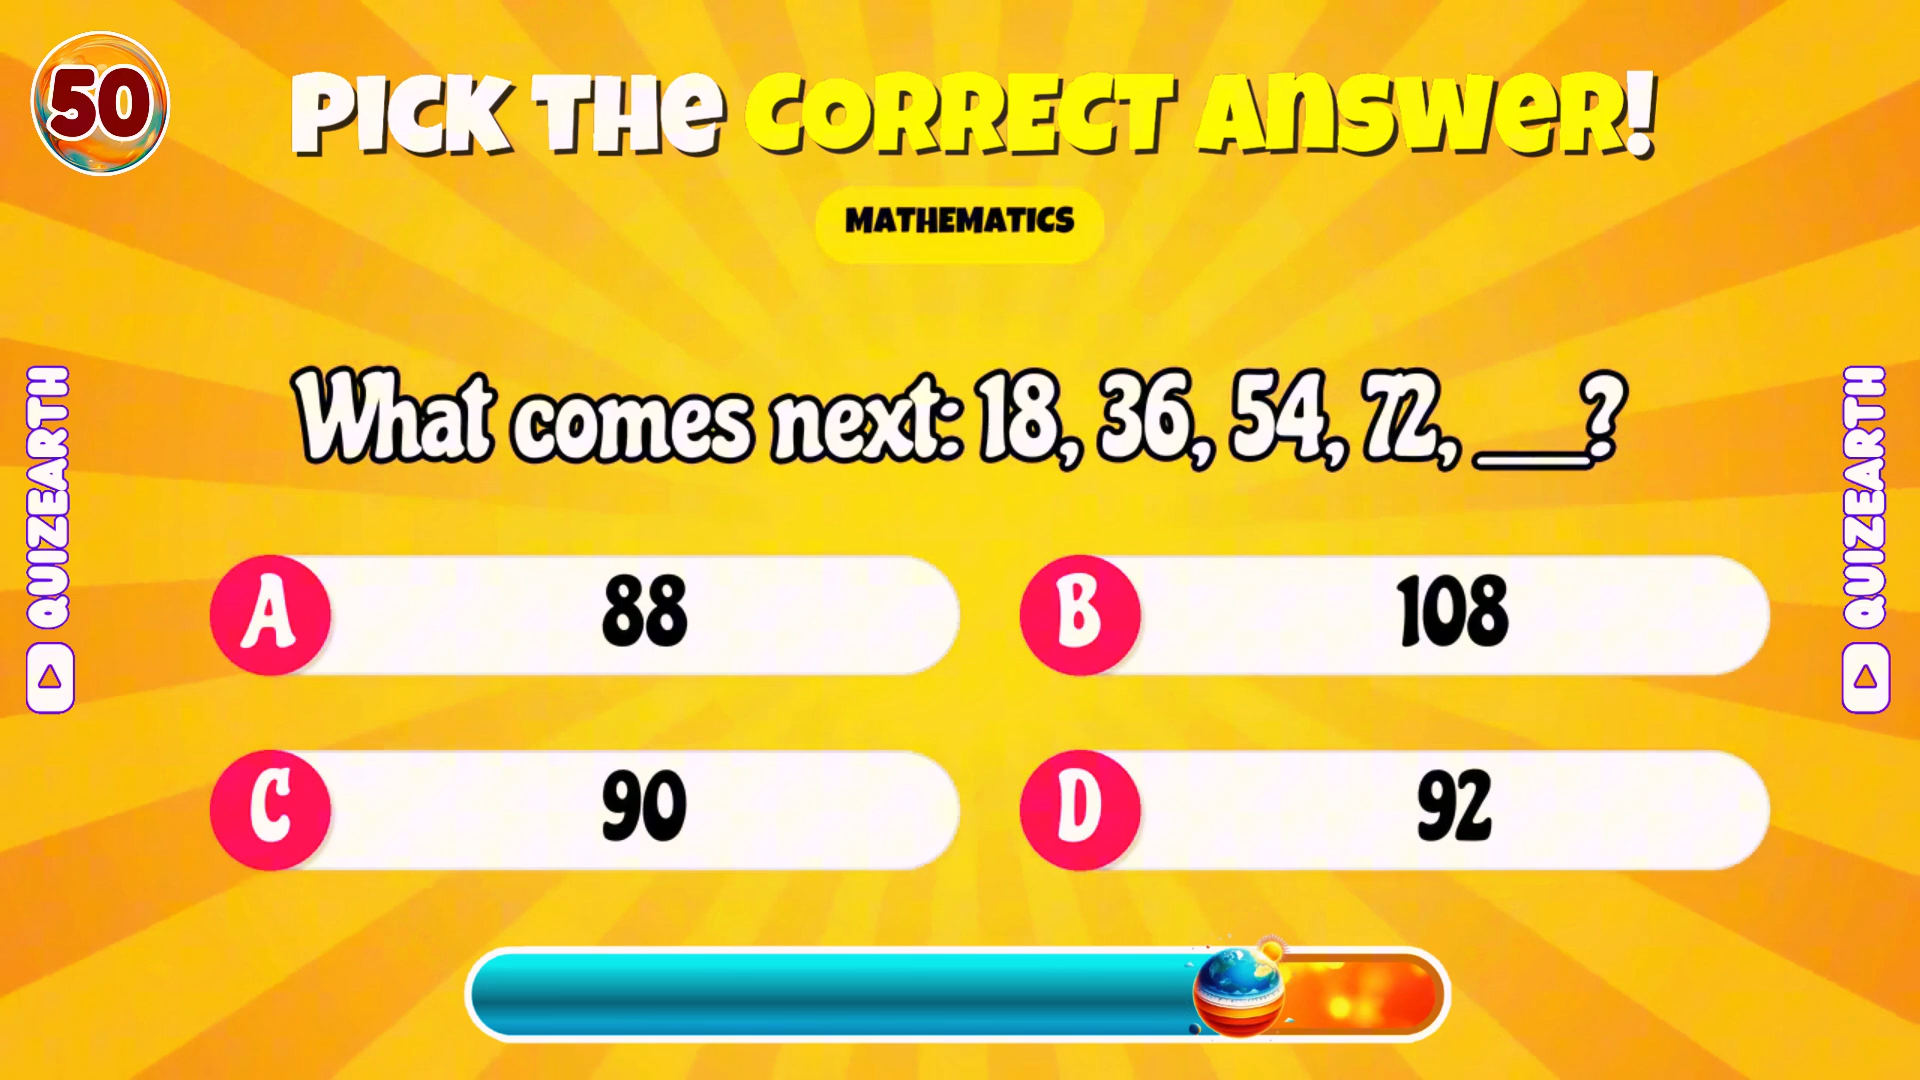 50
PICK THE CORRECT ANSWER!
MATHEMATICS
What comes next: 18, 36, 54, 72, ___?
A 88
B 108
C 90
D 92
QUIZEARTH
QUIZEARTH